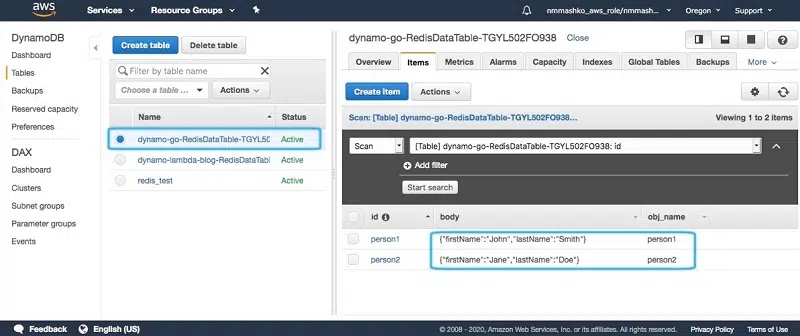 aws
Services
Resource Groups
nmmashko_aws_role/nmmash...
Oregon
Support
DynamoDB
Dashboard
Tables
Backups
Reserved capacity
Preferences
DAX
Dashboard
Clusters
Subnet groups
Parameter groups
Events
Create table
Delete table
Filter by table name
Choose a table ...
Actions
Name
Status
dynamo-go-RedisDataTable-TGYL50
Active
dynamo-lambda-blog-RedisDataTabl
Active
redis_test
Active
dynamo-go-RedisDataTable-TGYL502FO938
Close
Overview
Items
Metrics
Alarms
Capacity
Indexes
Global Tables
Backups
More
Create item
Actions
Scan: [Table] dynamo-go-RedisDataTable-TGYL502FO938...
Viewing 1 to 2 items
Scan
[Table] dynamo-go-RedisDataTable-TGYL502FO938: id
Add filter
Start search
id
body
obj_name
person1
{"firstName":"John","lastName":"Smith"}
person1
person2
{"firstName":"Jane","lastName":"Doe"}
person2
Feedback
English (US)
© 2008 - 2020, Amazon Web Services, Inc. or its affiliates. All rights reserved.
Privacy Policy
Terms of Use